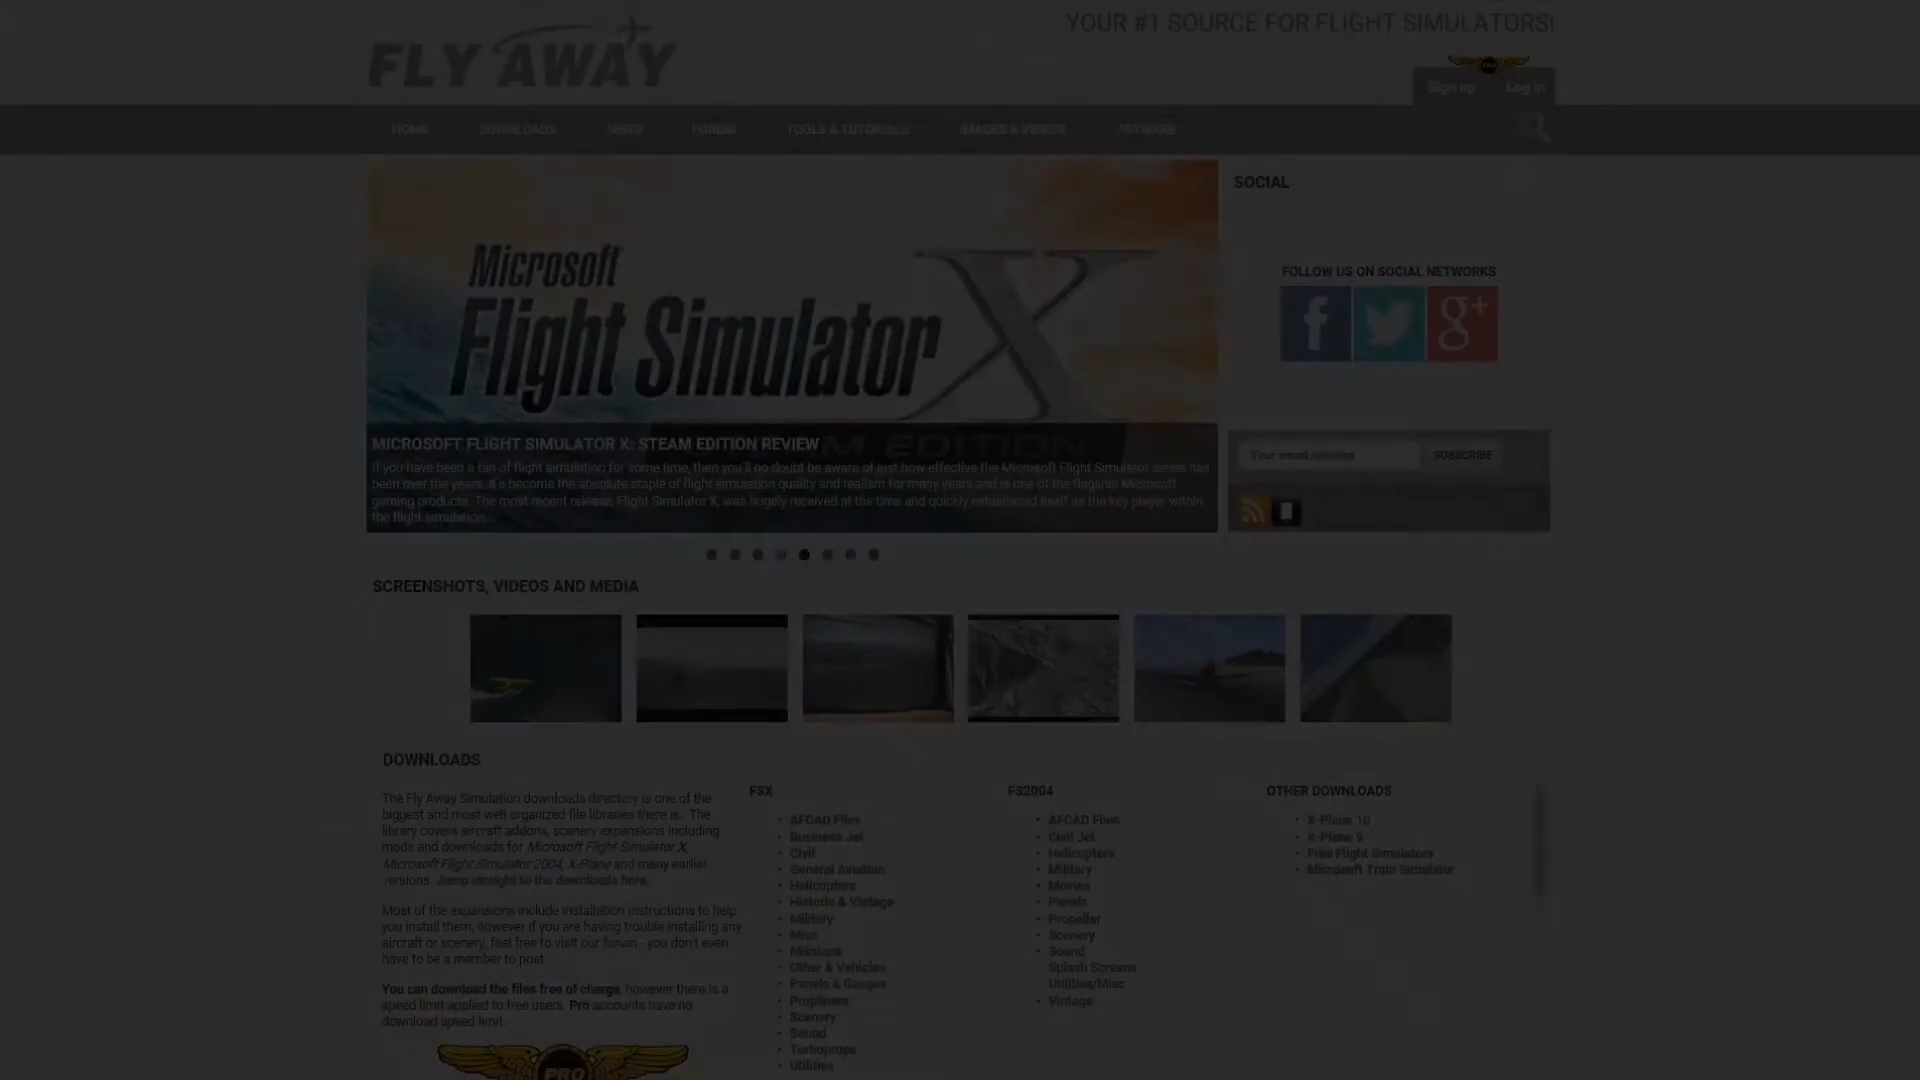 YOUR #1 SOURCE FOR FLIGHT SIMULATORS!
FLY AWAY
Sign up
Log in
HOME
DOWNLOADS
NEWS
FORUM
TOOLS & TUTORIALS
IMAGES & VIDEOS
PAYWARE
SOCIAL
FOLLOW US ON SOCIAL NETWORKS
f
g+
Microsoft
Flight Simulator X
STEAM EDITION
MICROSOFT FLIGHT SIMULATOR X: STEAM EDITION REVIEW
If you have been a fan of flight simulating for some time, then you'll no doubt be aware of just how effective the Microsoft Flight Simulator series has
been over the years. It's become the absolute staple of flight simulation quality and realism for many years and is one of the flagship Microsoft
gaming products. The most recent release, Flight Simulator X, was hugely received at the time and quickly established itself as the key player within
the flight simulation...
Your email address
SUBSCRIBE
SCREENSHOTS, VIDEOS AND MEDIA
DOWNLOADS
The Fly Away Simulation downloads directory is one of the
biggest and most well organized file libraries there is. The
library covers aircraft addons, scenery expansions including
mods and downloads for Microsoft Flight Simulator X,
Microsoft Flight Simulator 2004, X-Plane and many earlier
versions. Jump straight to the downloads here.
Most of the expansions include installation instructions to help
you install them, however if you are having trouble installing any
aircraft or scenery, feel free to visit our forum - you don't even
have to be a member to post.
You can download the files free of charge, however there is a
speed limit applied to free users. Pro accounts have no
download speed limit.
PRO
FSX
AFCAD Files
Business Jet
Civil
General Aviation
Helicopters
Historic & Vintage
Military
Misc
Missions
Other & Vehicles
Panels & Gauges
Propliners
Scenery
Sound
Turboprops
Utilities
FS2004
AFCAD Files
Civil Jet
Helicopters
Military
Movies
Panels
Propeller
Scenery
Sound
Splash Screens
Utilities/Misc
Vintage
OTHER DOWNLOADS
X-Plane 10
X-Plane 9
Free Flight Simulators
Microsoft Train Simulator